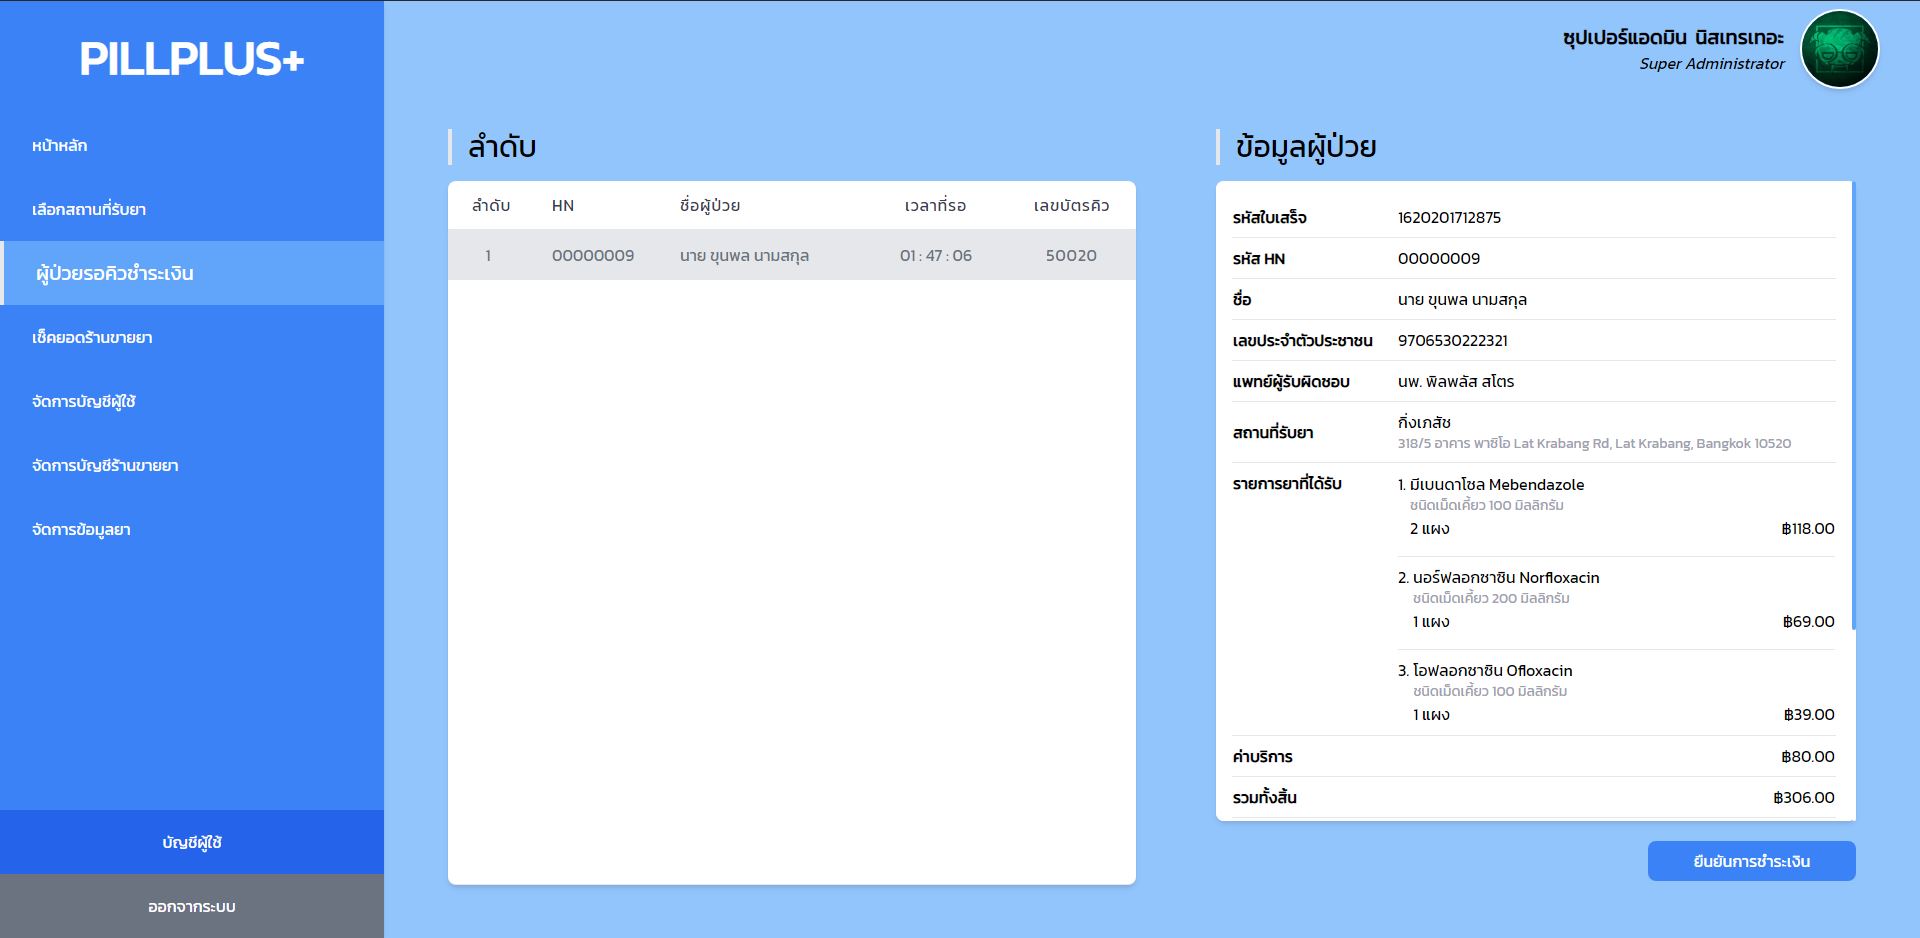 PILLPLUS+
หน้าหลัก
เลือกสถานที่รับยา
ผู้ป่วยรอคิวชำระเงิน
เช็คยอดร้านขายยา
จัดการบัญชีผู้ใช้
จัดการบัญชีร้านขายยา
จัดการข้อมูลยา
บัญชีผู้ใช้
ออกจากระบบ
ซุปเปอร์แอดมิน นิสเทรเทอะ
Super Administrator
ลำดับ
ลำดับ HN ชื่อผู้ป่วย เวลาที่รอ เลขบัตรคิว
1 00000009 นาย ขุนพล นามสกุล 01 : 47 : 06 50020
ข้อมูลผู้ป่วย
รหัสใบเสร็จ 1620201712875
รหัส HN 00000009
ชื่อ นาย ขุนพล นามสกุล
เลขประจำตัวประชาชน 9706530222321
แพทย์ผู้รับผิดชอบ นพ. พิลพลัส สโตร
สถานที่รับยา กิ่งเภสัช
318/5 อาคาร พาซิโอ Lat Krabang Rd, Lat Krabang, Bangkok 10520
รายการยาที่ได้รับ 1. มีเบนดาโซล Mebendazole
ชนิดเม็ดเคี้ยว 100 มิลลิกรัม
2 แผง ฿118.00
2. นอร์ฟลอกซาซิน Norfloxacin
ชนิดเม็ดเคี้ยว 200 มิลลิกรัม
1 แผง ฿69.00
3. โอฟลอกซาซิน Ofloxacin
ชนิดเม็ดเคี้ยว 100 มิลลิกรัม
1 แผง ฿39.00
ค่าบริการ ฿80.00
รวมทั้งสิ้น ฿306.00
ยืนยันการชำระเงิน